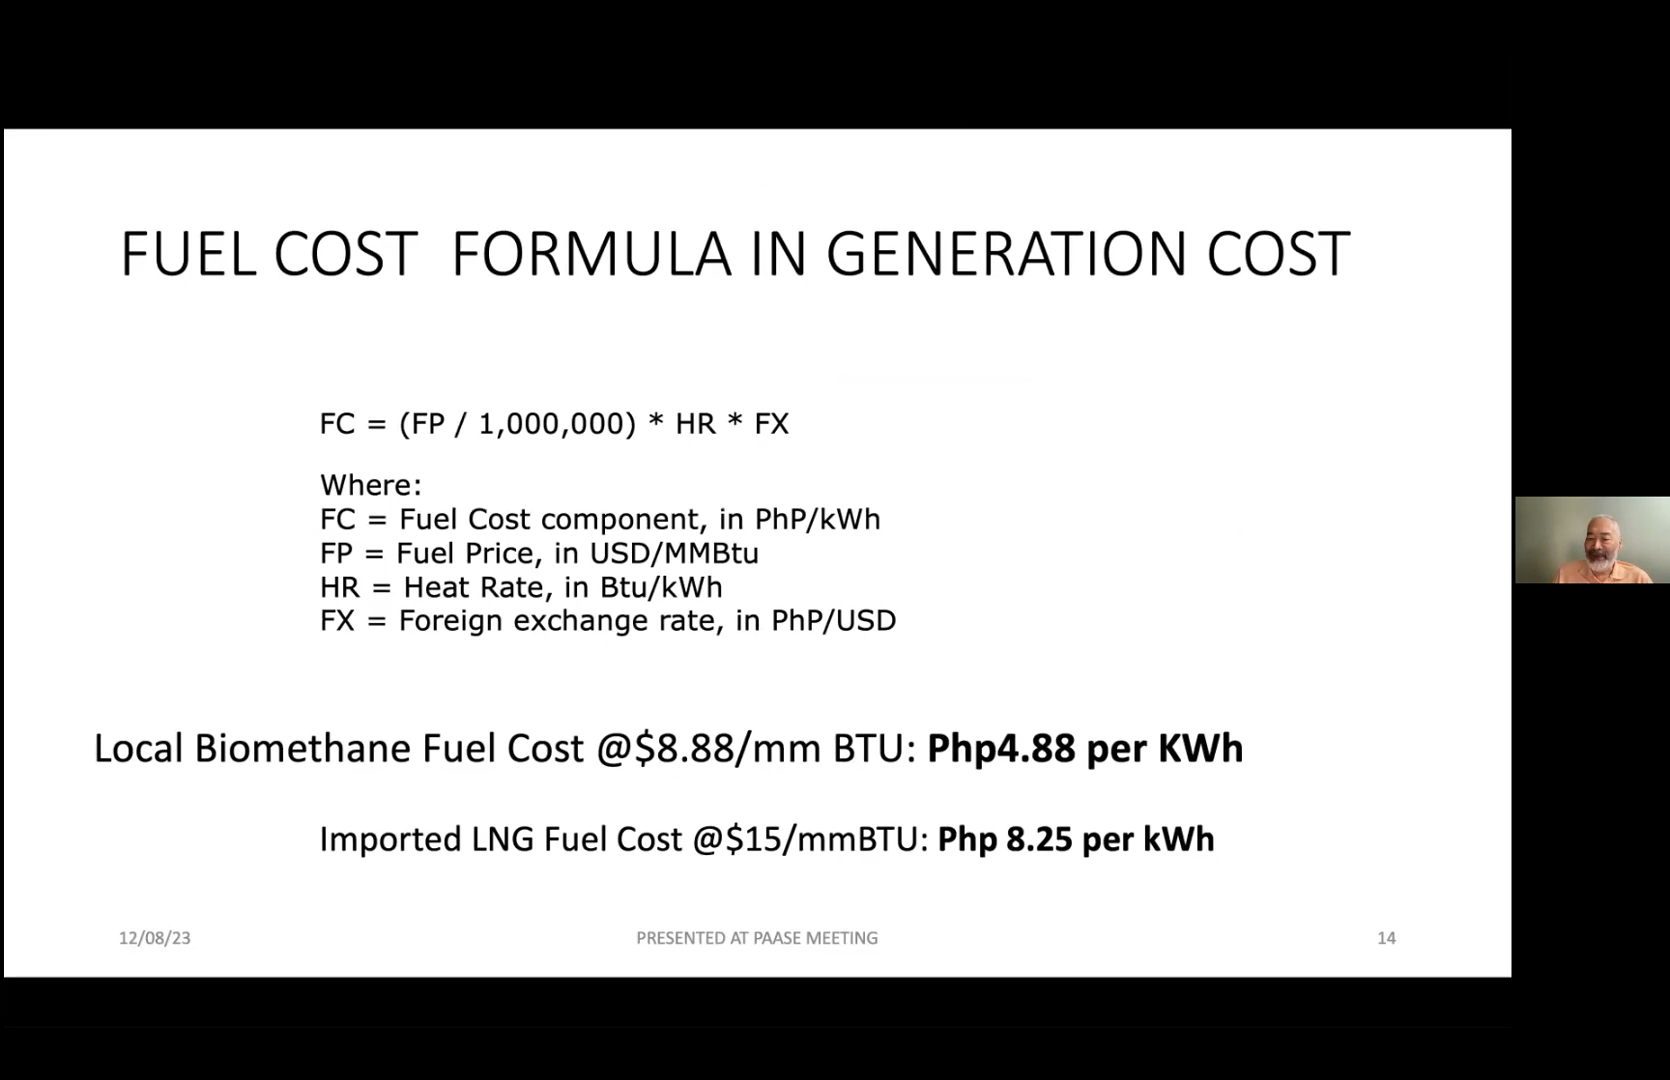 FUEL COST FORMULA IN GENERATION COST
FC = (FP / 1,000,000) * HR * FX
Where:
FC = Fuel Cost component, in PhP/kWh
FP = Fuel Price, in USD/MMBtu
HR = Heat Rate, in Btu/kWh
FX = Foreign exchange rate, in PhP/USD
Local Biomethane Fuel Cost @$8.88/mm BTU: Php4.88 per KWh
Imported LNG Fuel Cost @$15/mmBTU: Php 8.25 per kWh
12/08/23
PRESENTED AT PAASE MEETING
14